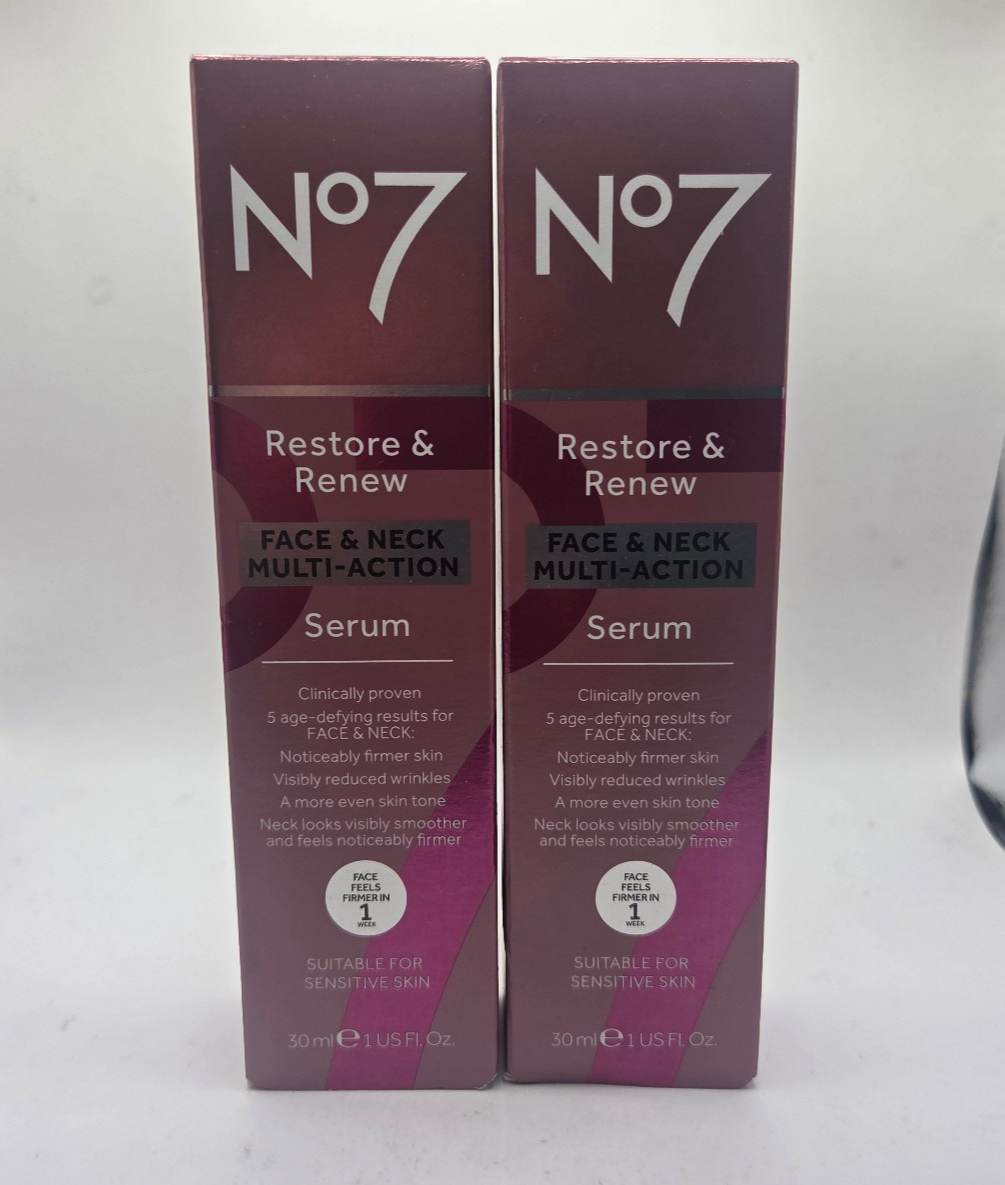 Nº7
Restore &
Renew
FACE & NECK
MULTI-ACTION
Serum
Clinically proven
5 age-defying results for
FACE & NECK:
Noticeably firmer skin
Visibly reduced wrinkles
A more even skin tone
Neck looks visibly smoother
and feels noticeably firmer
FACE
FEELS
FIRMER IN
1
WEEK
SUITABLE FOR
SENSITIVE SKIN
30 ml ℮ 1 US Fl. Oz.
Nº7
Restore &
Renew
FACE & NECK
MULTI-ACTION
Serum
Clinically proven
5 age-defying results for
FACE & NECK:
Noticeably firmer skin
Visibly reduced wrinkles
A more even skin tone
Neck looks visibly smoother
and feels noticeably firmer
FACE
FEELS
FIRMER IN
1
WEEK
SUITABLE FOR
SENSITIVE SKIN
30 ml ℮ 1 US Fl. Oz.